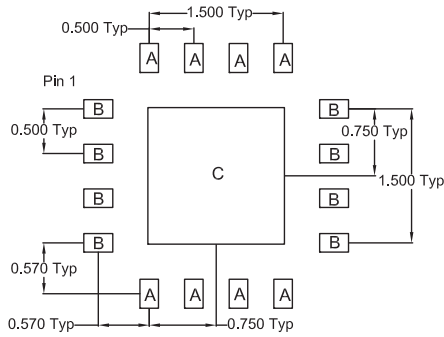 1.500 Typ
0.500 Typ
A A A A
Pin 1
B B
0.500 Typ 0.750 Typ
B B
C
1.500 Typ
B B
B B
0.570 Typ
A A A A
0.570 Typ 0.750 Typ